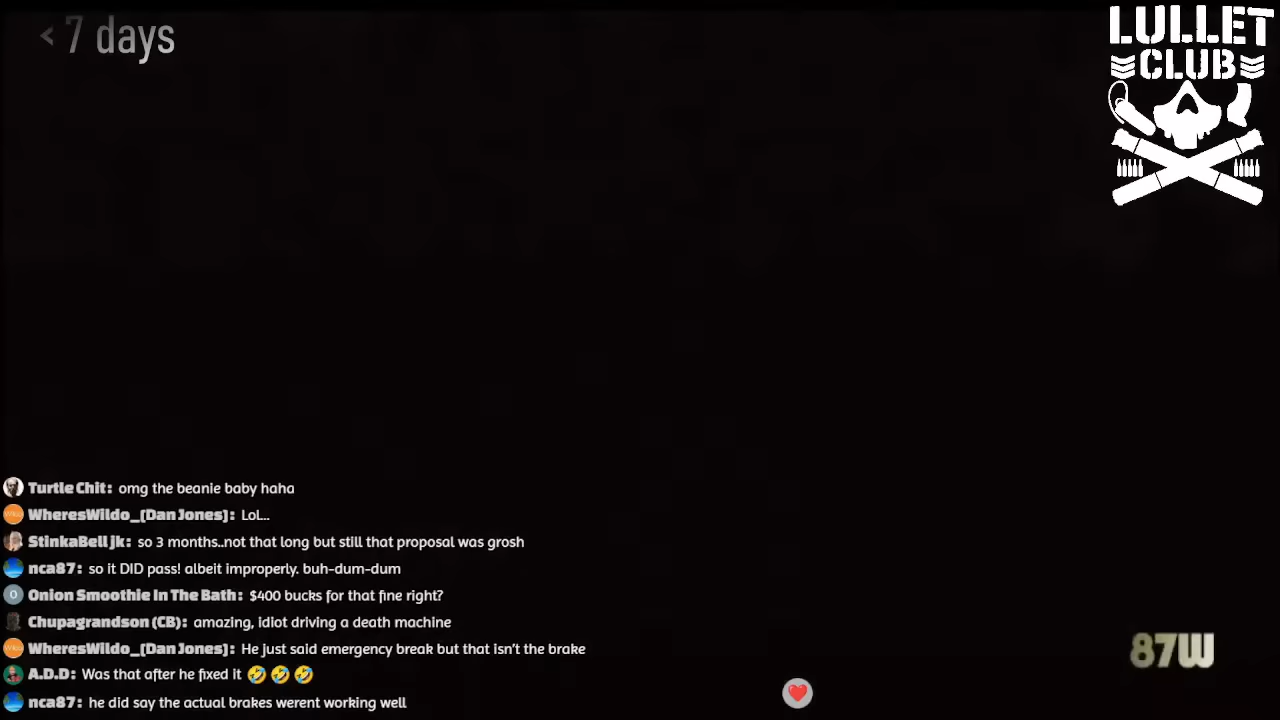 < 7 days
LULLET
CLUB
Turtle Chit: omg the beanie baby haha
WheresWildo_(Dan Jones): LoL..
StinkaBell jk: so 3 months..not that long but still that proposal was grosh
nca87: so it DID pass! albeit improperly. buh-dum-dum
O Onion Smoothie In The Bath: $400 bucks for that fine right?
Chupagrandson (CB): amazing, idiot driving a death machine
WheresWildo_(Dan Jones): He just said emergency break but that isn't the brake
A.D.D: Was that after he fixed it 🤣 🤣 🤣
nca87: he did say the actual brakes werent working well
87W